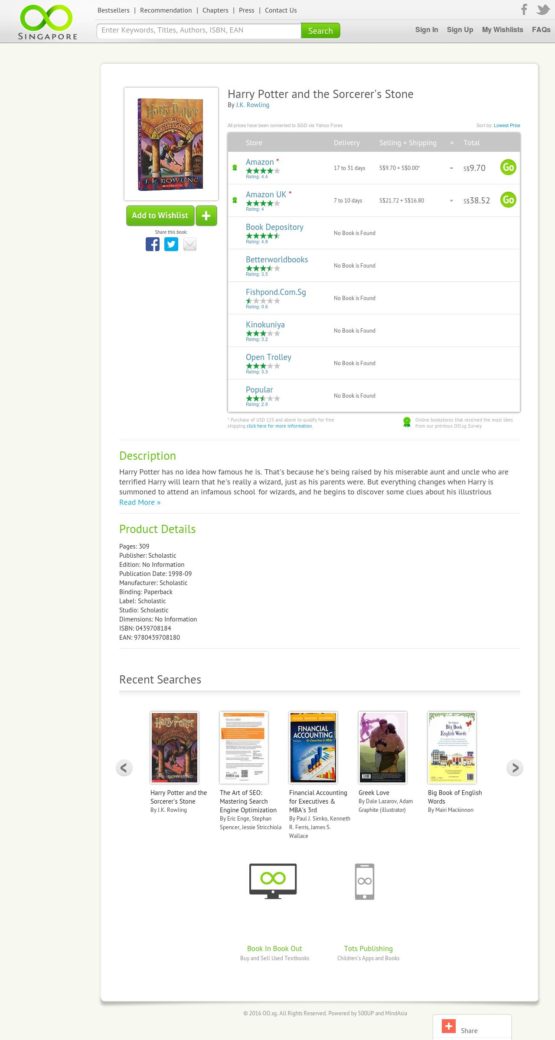 SINGAPORE
Bestsellers | Recommendation | Chapters | Press | Contact Us
Enter Keywords, Titles, Authors, ISBN, EAN
Search
Sign In Sign Up My Wishlists FAQs
Harry Potter and the Sorcerer's Stone
By J.K. Rowling
All prices have been converted to SGD via Yahoo Forex
Sort by: Lowest Price
Store Delivery Selling + Shipping = Total
Amazon *
Rating: 4.4
17 to 31 days S$9.70 + S$0.00* = S$9.70 Go
Amazon UK *
Rating: 4
7 to 10 days S$21.72 + S$16.80 = S$38.52 Go
Book Depository
Rating: 4.8
No Book is Found
Betterworldbooks
Rating: 3.5
No Book is Found
Fishpond.Com.Sg
Rating: 0.6
No Book is Found
Kinokuniya
Rating: 3.2
No Book is Found
Open Trolley
Rating: 3.3
No Book is Found
Popular
Rating: 2.9
No Book is Found
Add to Wishlist +
Share this book:
* Purchase of USD 125 and above to qualify for free
shipping click here for more information.
Online bookstores that received the most likes
from our previous OO.sg Survey
Description
Harry Potter has no idea how famous he is. That's because he's being raised by his miserable aunt and uncle who are
terrified Harry will learn that he's really a wizard, just as his parents were. But everything changes when Harry is
summoned to attend an infamous school for wizards, and he begins to discover some clues about his illustrious
Read More »
Product Details
Pages: 309
Publisher: Scholastic
Edition: No Information
Publication Date: 1998-09
Manufacturer: Scholastic
Binding: Paperback
Label: Scholastic
Studio: Scholastic
Dimensions: No Information
ISBN: 0439708184
EAN: 9780439708180
Recent Searches
Harry Potter and the
Sorcerer's Stone
By J.K. Rowling
The Art of SEO:
Mastering Search
Engine Optimization
By Eric Enge, Stephan
Spencer, Jessie Stricchiola
Financial Accounting
for Executives &
MBA's 3rd
By Paul J. Simko, Kenneth
R. Ferris, James S.
Wallace
Greek Love
By Dale Lazarov, Adam
Graphite (Illustrator)
Big Book of English
Words
By Mairi Mackinnon
Book In Book Out
Buy and Sell Used Textbooks
Tots Publishing
Children's Apps and Books
© 2016 OO.sg. All Rights Reserved. Powered by 500UP and MindAsia
Share